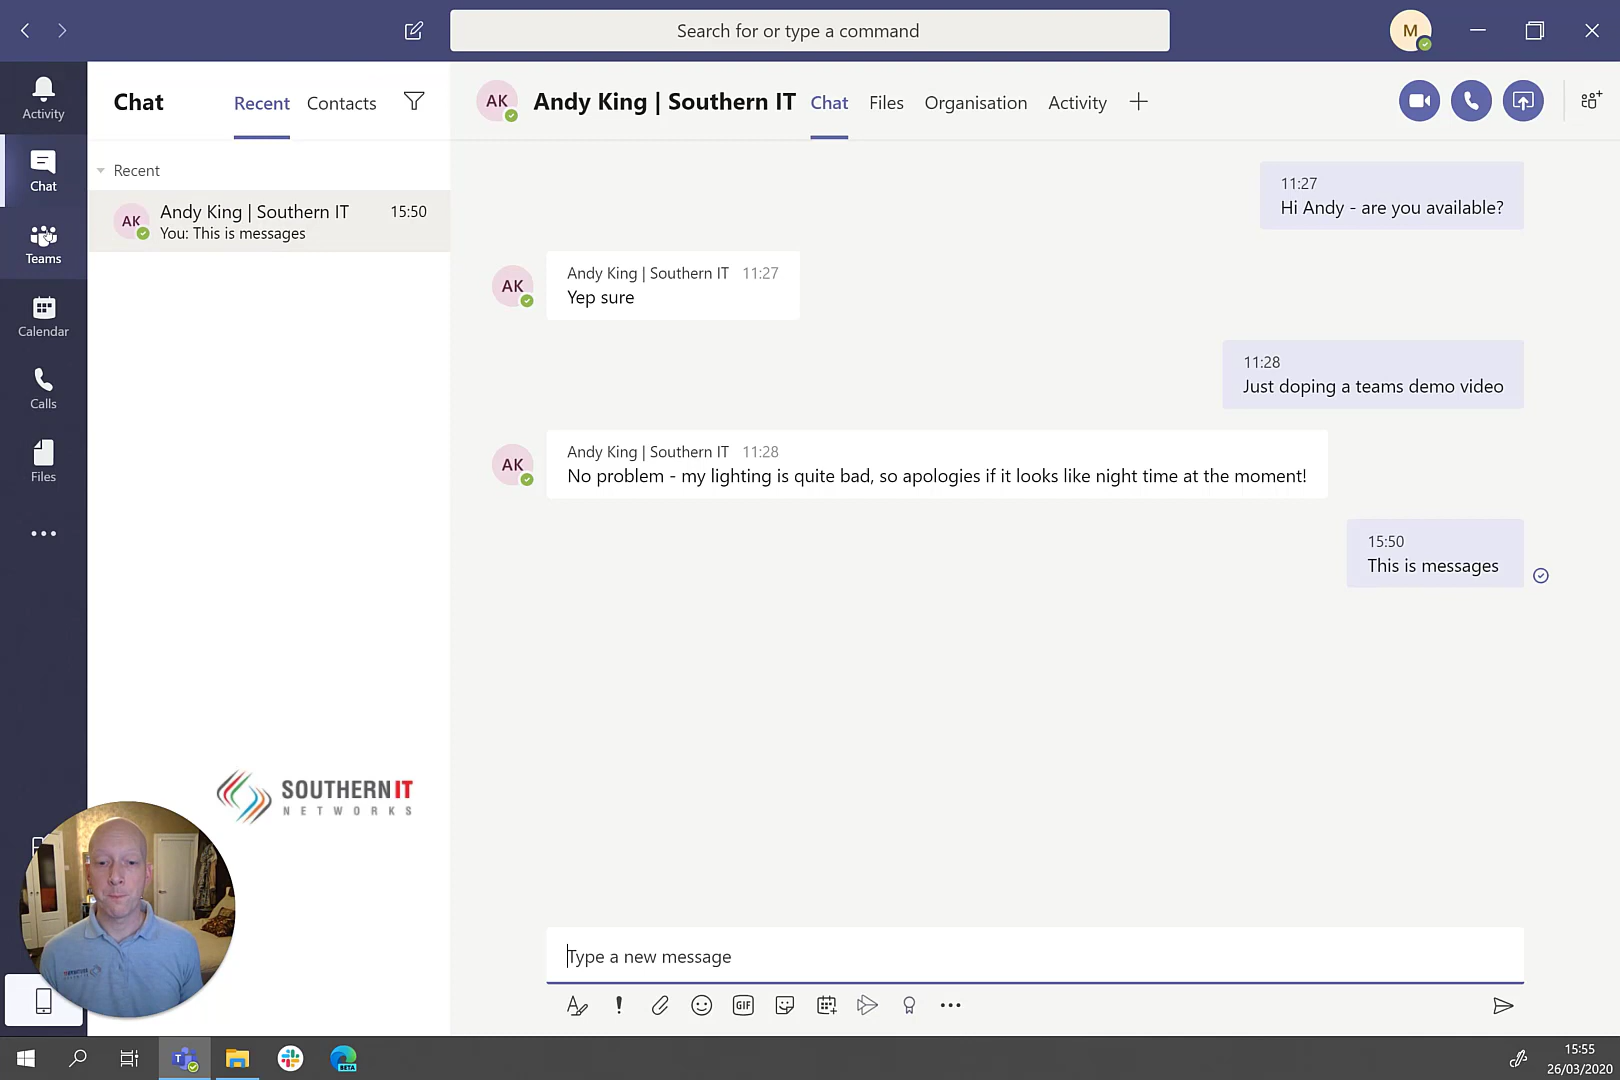 Search for or type a command
M
Activity
Chat
Teams
Calendar
Calls
Files
Chat
Recent
Contacts
Recent
AK
Andy King | Southern IT
15:50
You: This is messages
SOUTHERN IT
NETWORKS
AK
Andy King | Southern IT
Chat
Files
Organisation
Activity
11:27
Hi Andy - are you available?
AK
Andy King | Southern IT 11:27
Yep sure
11:28
Just doping a teams demo video
AK
Andy King | Southern IT 11:28
No problem - my lighting is quite bad, so apologies if it looks like night time at the moment!
15:50
This is messages
Type a new message
GIF
T
BETA
15:55
26/03/2020